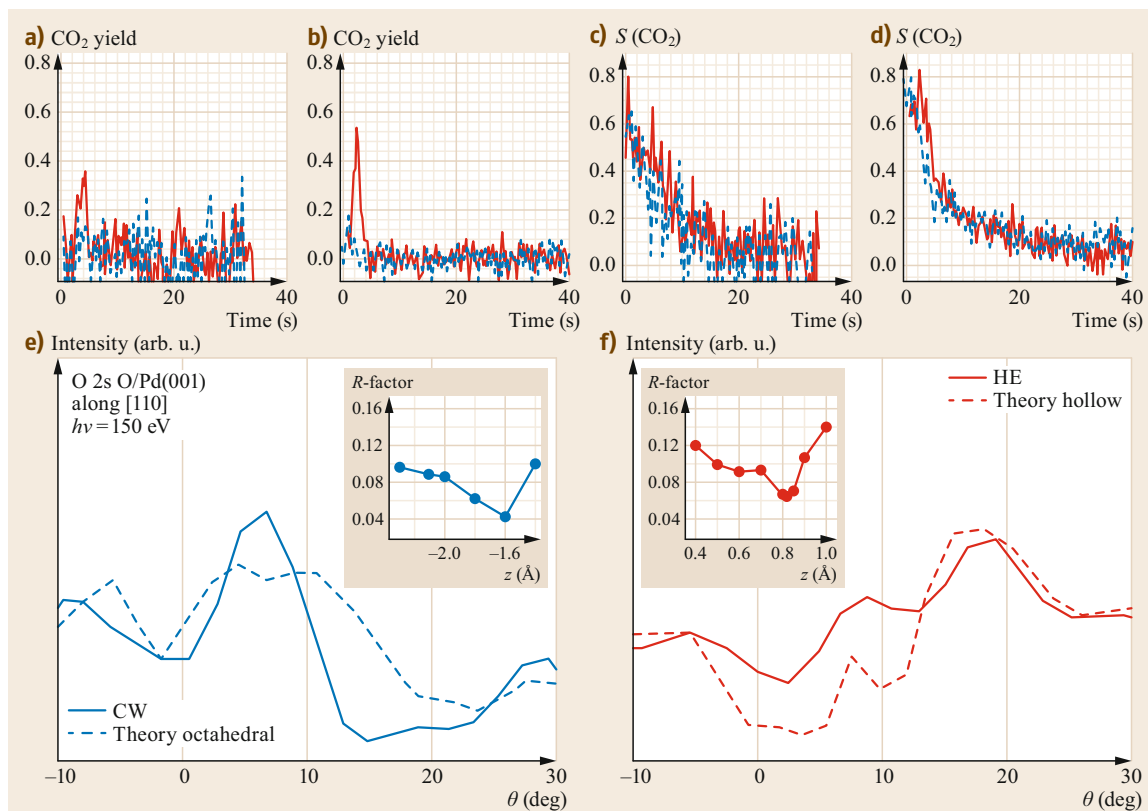 a) CO₂ yield
0.8
0.6
0.4
0.2
0.0
0 20 40
Time (s)
b) CO₂ yield
0.8
0.6
0.4
0.2
0.0
0 20 40
Time (s)
c) S (CO₂)
0.8
0.6
0.4
0.2
0.0
0 20 40
Time (s)
d) S (CO₂)
0.8
0.6
0.4
0.2
0.0
0 20 40
Time (s)
e) Intensity (arb. u.)
O 2s O/Pd(001)
along [110]
hν = 150 eV
R-factor
0.16
0.12
0.08
0.04
–2.0 –1.6
z (Å)
CW
Theory octahedral
–10 0 10 20 30
θ (deg)
f) Intensity (arb. u.)
HE
Theory hollow
R-factor
0.16
0.12
0.08
0.04
0.4 0.6 0.8 1.0
z (Å)
–10 0 10 20 30
θ (deg)